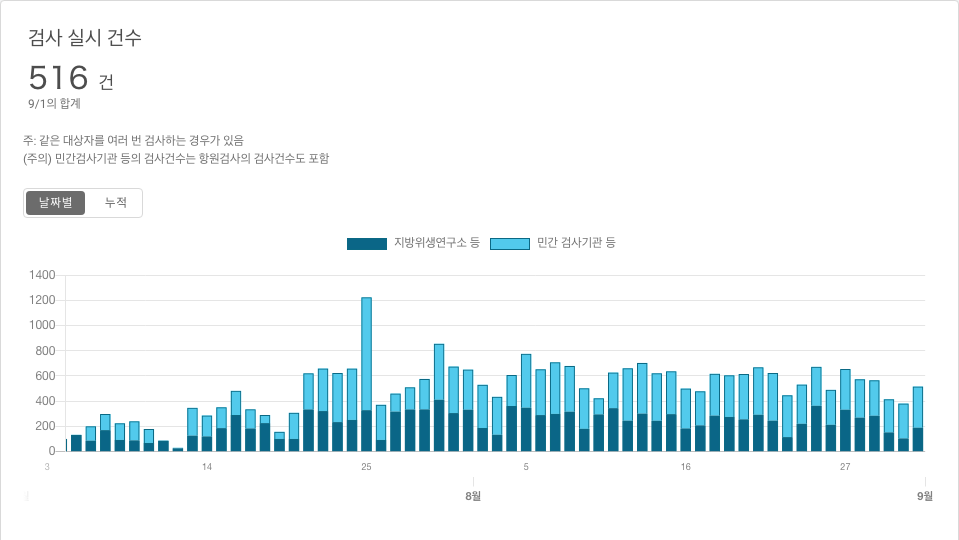 검사 실시 건수
516 건
9/1의 합계
주: 같은 대상자를 여러 번 검사하는 경우가 있음
(주의) 민간검사기관 등의 검사건수는 항원검사의 검사건수도 포함
날짜별 누적
지방위생연구소 등 민간 검사기관 등
1400
1200
1000
800
600
400
200
0
3 14 25 5 16 27
8월 9월